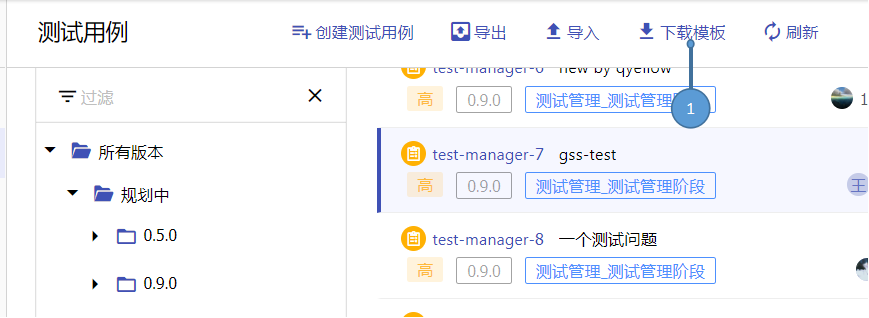 测试用例 创建测试用例 导出 导入 下载模板 刷新
过滤
所有版本
规划中
0.5.0
0.9.0
test-manager-6 new by qyellow
高 0.9.0 测试管理_测试管理阶段 1
1
test-manager-7 gss-test
高 0.9.0 测试管理_测试管理阶段 王
test-manager-8 一个测试问题
高 0.9.0 测试管理_测试管理阶段